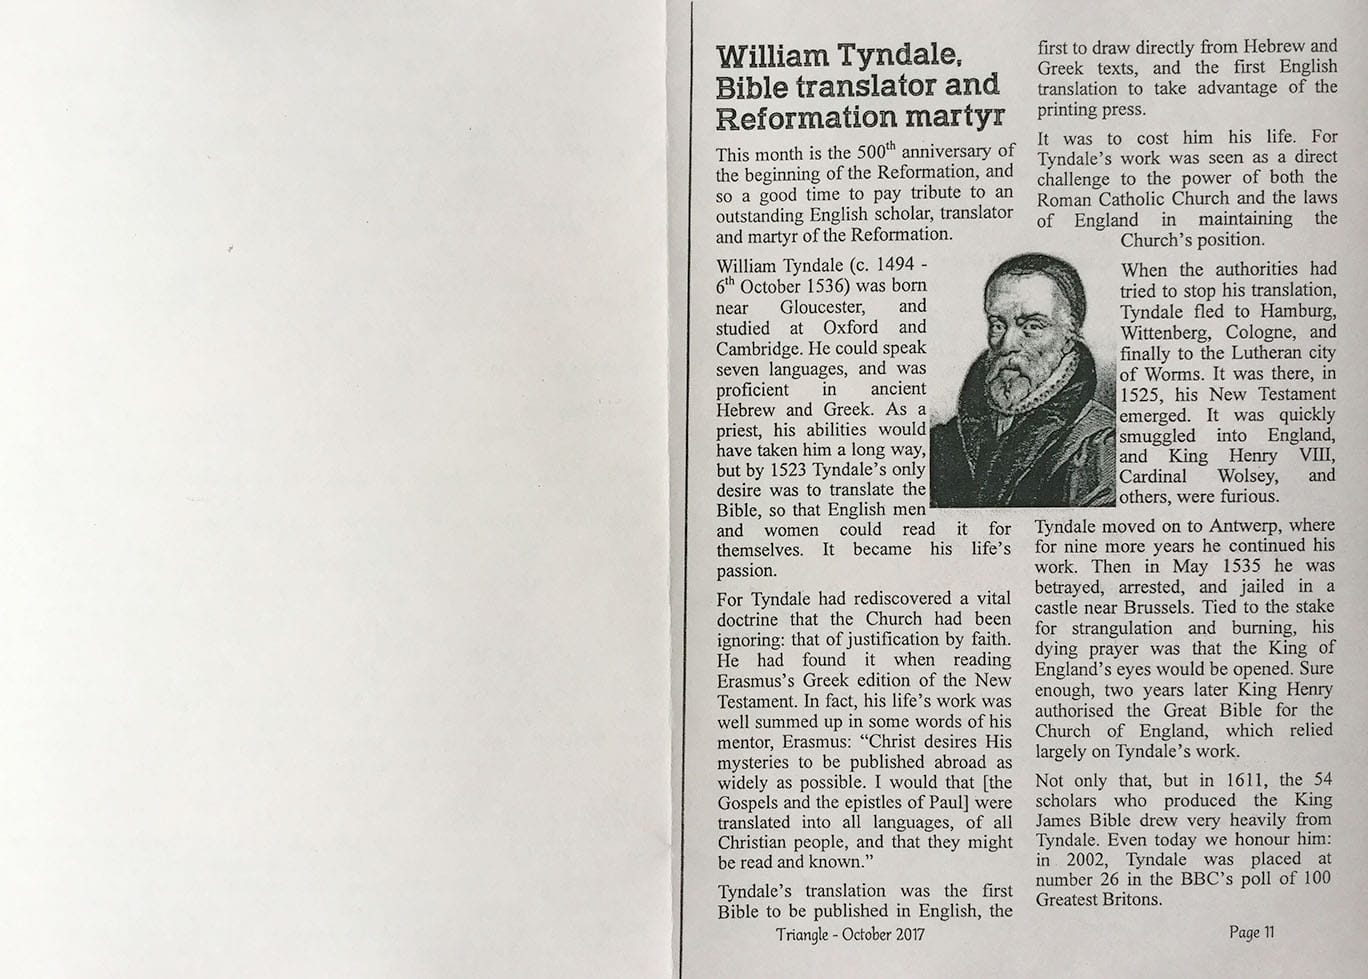 William Tyndale,
Bible translator and
Reformation martyr
This month is the 500th anniversary of
the beginning of the Reformation, and
so a good time to pay tribute to an
outstanding English scholar, translator
and martyr of the Reformation.
William Tyndale (c. 1494 -
6th October 1536) was born
near Gloucester, and
studied at Oxford and
Cambridge. He could speak
seven languages, and was
proficient in ancient
Hebrew and Greek. As a
priest, his abilities would
have taken him a long way,
but by 1523 Tyndale's only
desire was to translate the
Bible, so that English men
and women could read it for
themselves. It became his life's
passion.
For Tyndale had rediscovered a vital
doctrine that the Church had been
ignoring: that of justification by faith.
He had found it when reading
Erasmus's Greek edition of the New
Testament. In fact, his life's work was
well summed up in some words of his
mentor, Erasmus: “Christ desires His
mysteries to be published abroad as
widely as possible. I would that [the
Gospels and the epistles of Paul] were
translated into all languages, of all
Christian people, and that they might
be read and known.”
Tyndale's translation was the first
Bible to be published in English, the
first to draw directly from Hebrew and
Greek texts, and the first English
translation to take advantage of the
printing press.
It was to cost him his life. For
Tyndale's work was seen as a direct
challenge to the power of both the
Roman Catholic Church and the laws
of England in maintaining the
Church's position.
When the authorities had
tried to stop his translation,
Tyndale fled to Hamburg,
Wittenberg, Cologne, and
finally to the Lutheran city
of Worms. It was there, in
1525, his New Testament
emerged. It was quickly
smuggled into England,
and King Henry VIII,
Cardinal Wolsey, and
others, were furious.
Tyndale moved on to Antwerp, where
for nine more years he continued his
work. Then in May 1535 he was
betrayed, arrested, and jailed in a
castle near Brussels. Tied to the stake
for strangulation and burning, his
dying prayer was that the King of
England's eyes would be opened. Sure
enough, two years later King Henry
authorised the Great Bible for the
Church of England, which relied
largely on Tyndale's work.
Not only that, but in 1611, the 54
scholars who produced the King
James Bible drew very heavily from
Tyndale. Even today we honour him:
in 2002, Tyndale was placed at
number 26 in the BBC's poll of 100
Greatest Britons.
Triangle - October 2017
Page 11